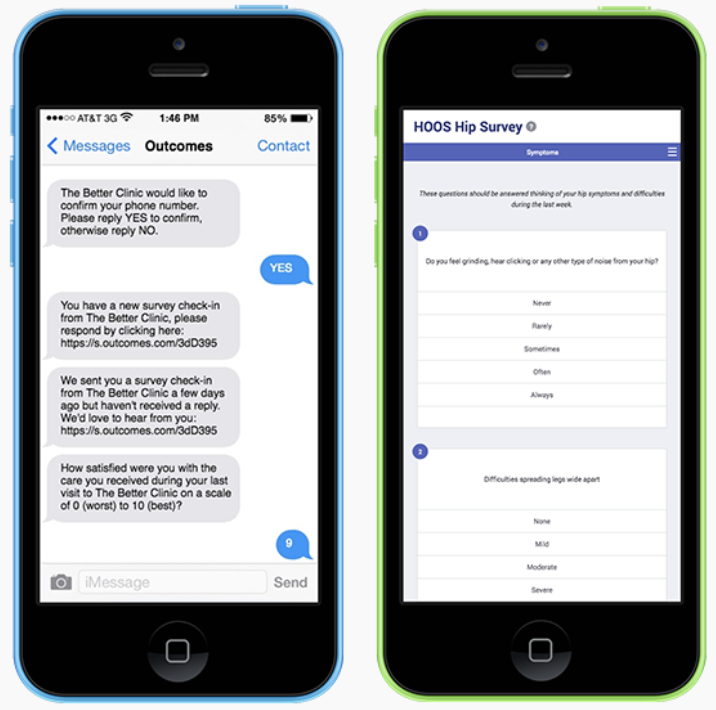 ●●●○○ AT&T 3G 1:46 PM 85%
Messages Outcomes Contact
The Better Clinic would like to
confirm your phone number.
Please reply YES to confirm,
otherwise reply NO.
YES
You have a new survey check-in
from The Better Clinic, please
respond by clicking here:
https://s.outcomes.com/3dD395
We sent you a survey check-in
from The Better Clinic a few days
ago but haven't received a reply.
We'd love to hear from you:
https://s.outcomes.com/3dD395
How satisfied were you with the
care you received during your last
visit to The Better Clinic on a scale
of 0 (worst) to 10 (best)?
9
iMessage Send
HOOS Hip Survey ?
Symptoms
These questions should be answered thinking of your hip symptoms and difficulties
during the last week.
1
Do you feel grinding, hear clicking or any other type of noise from your hip?
Never
Rarely
Sometimes
Often
Always
2
Difficulties spreading legs wide apart
None
Mild
Moderate
Severe